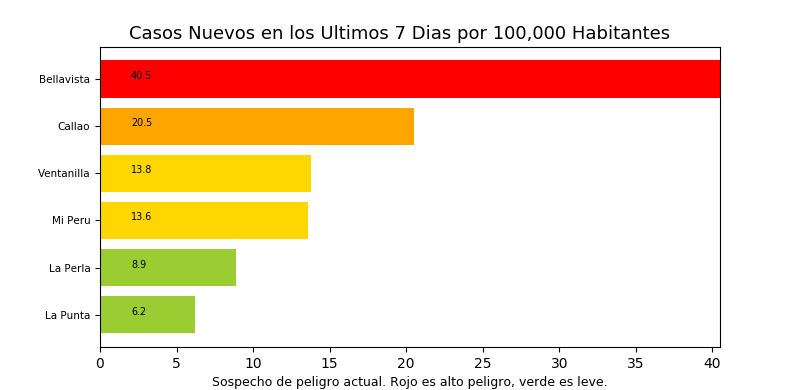 Casos Nuevos en los Ultimos 7 Dias por 100,000 Habitantes
Bellavista 40.5
Callao 20.5
Ventanilla 13.8
Mi Peru 13.6
La Perla 8.9
La Punta 6.2
0 5 10 15 20 25 30 35 40
Sospecho de peligro actual. Rojo es alto peligro, verde es leve.